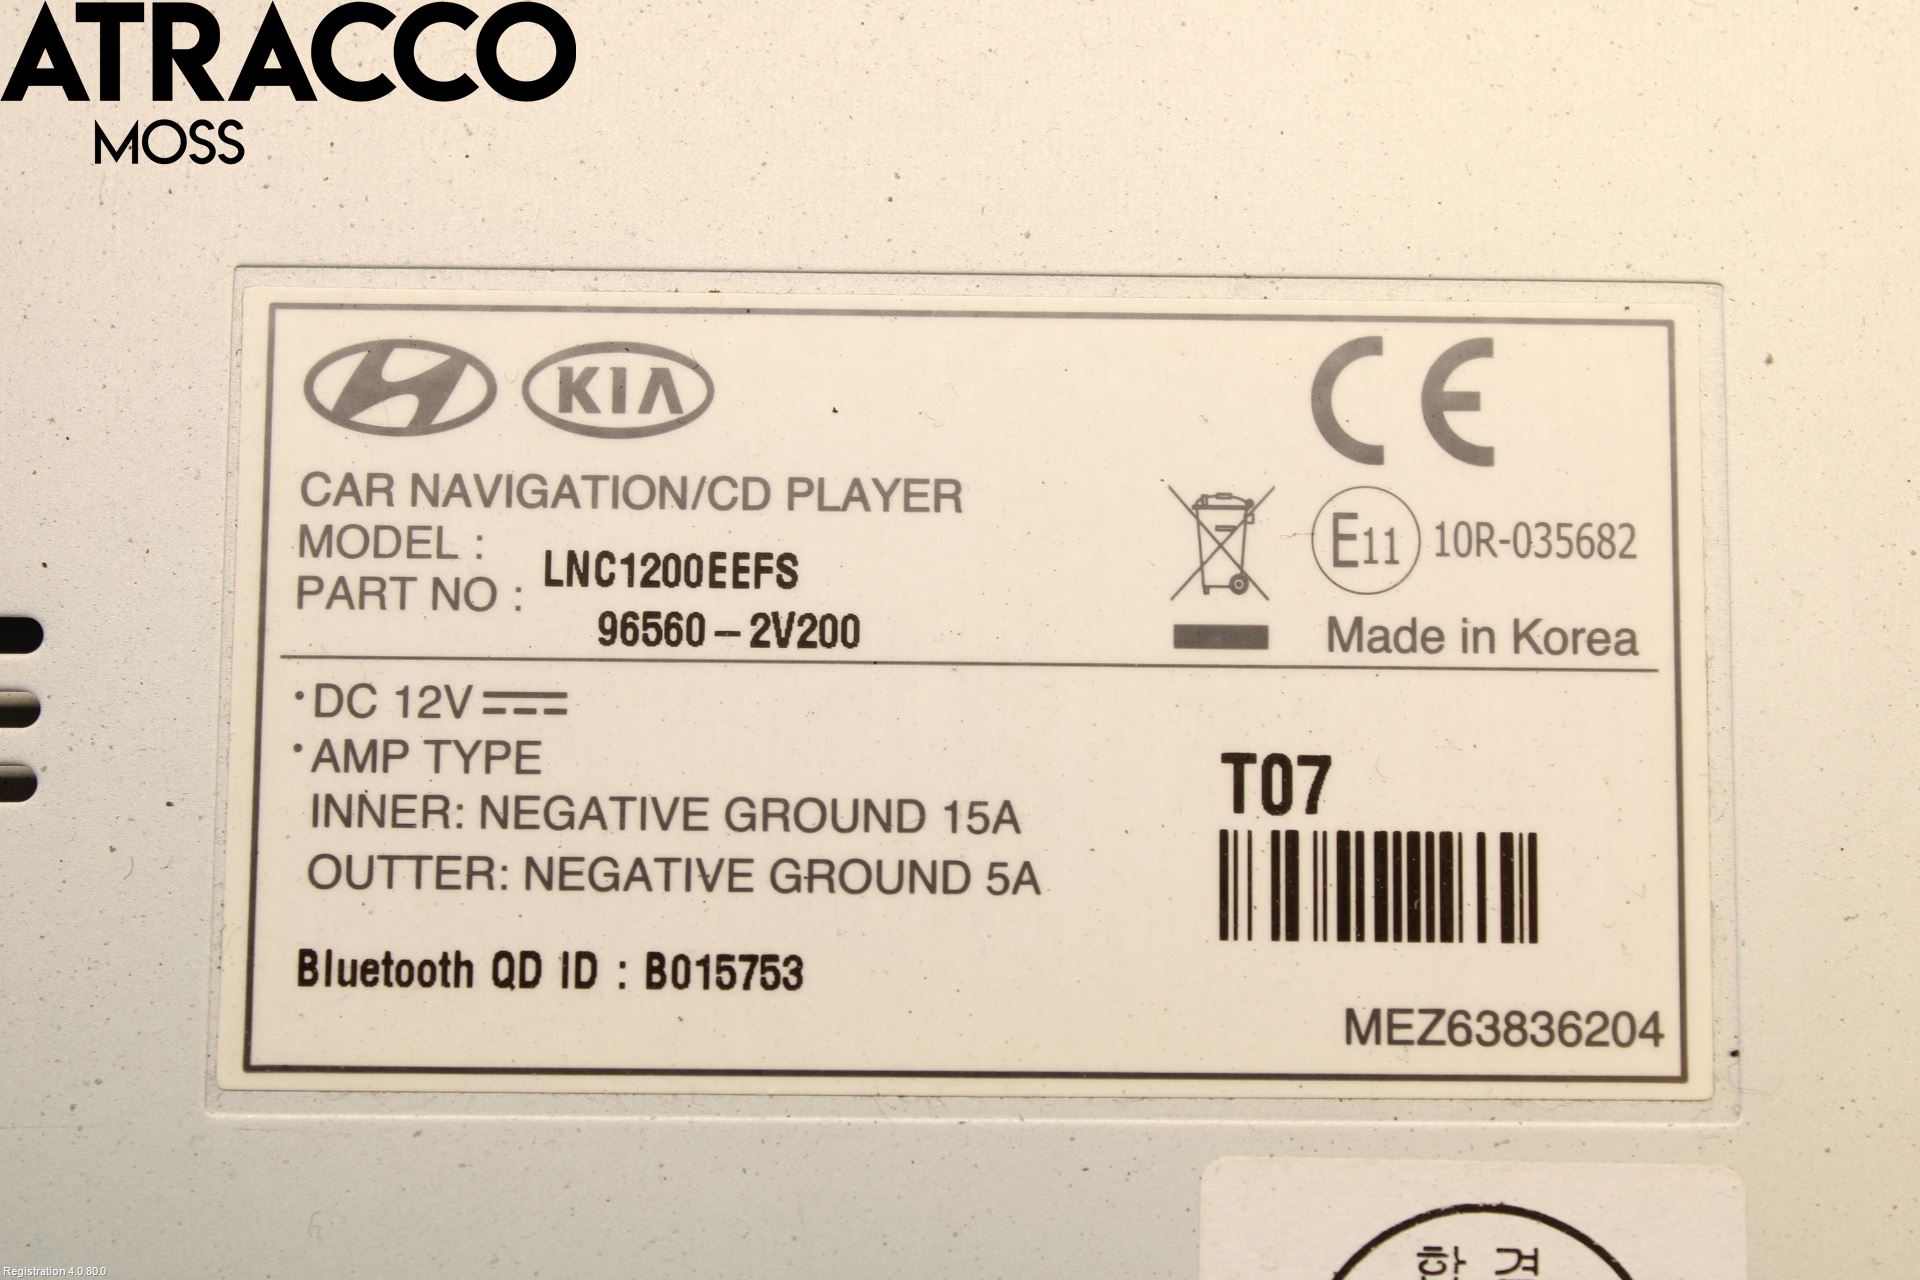 ATRACCO
MOSS
KIA
CE
CAR NAVIGATION/CD PLAYER
MODEL : LNC1200EEFS
PART NO : 96560-2V200
E11 10R-035682
Made in Korea
·DC 12V
·AMP TYPE
INNER: NEGATIVE GROUND 15A
OUTTER: NEGATIVE GROUND 5A
T07
Bluetooth QD ID : B015753
MEZ63836204
Registration 4.0.80.0